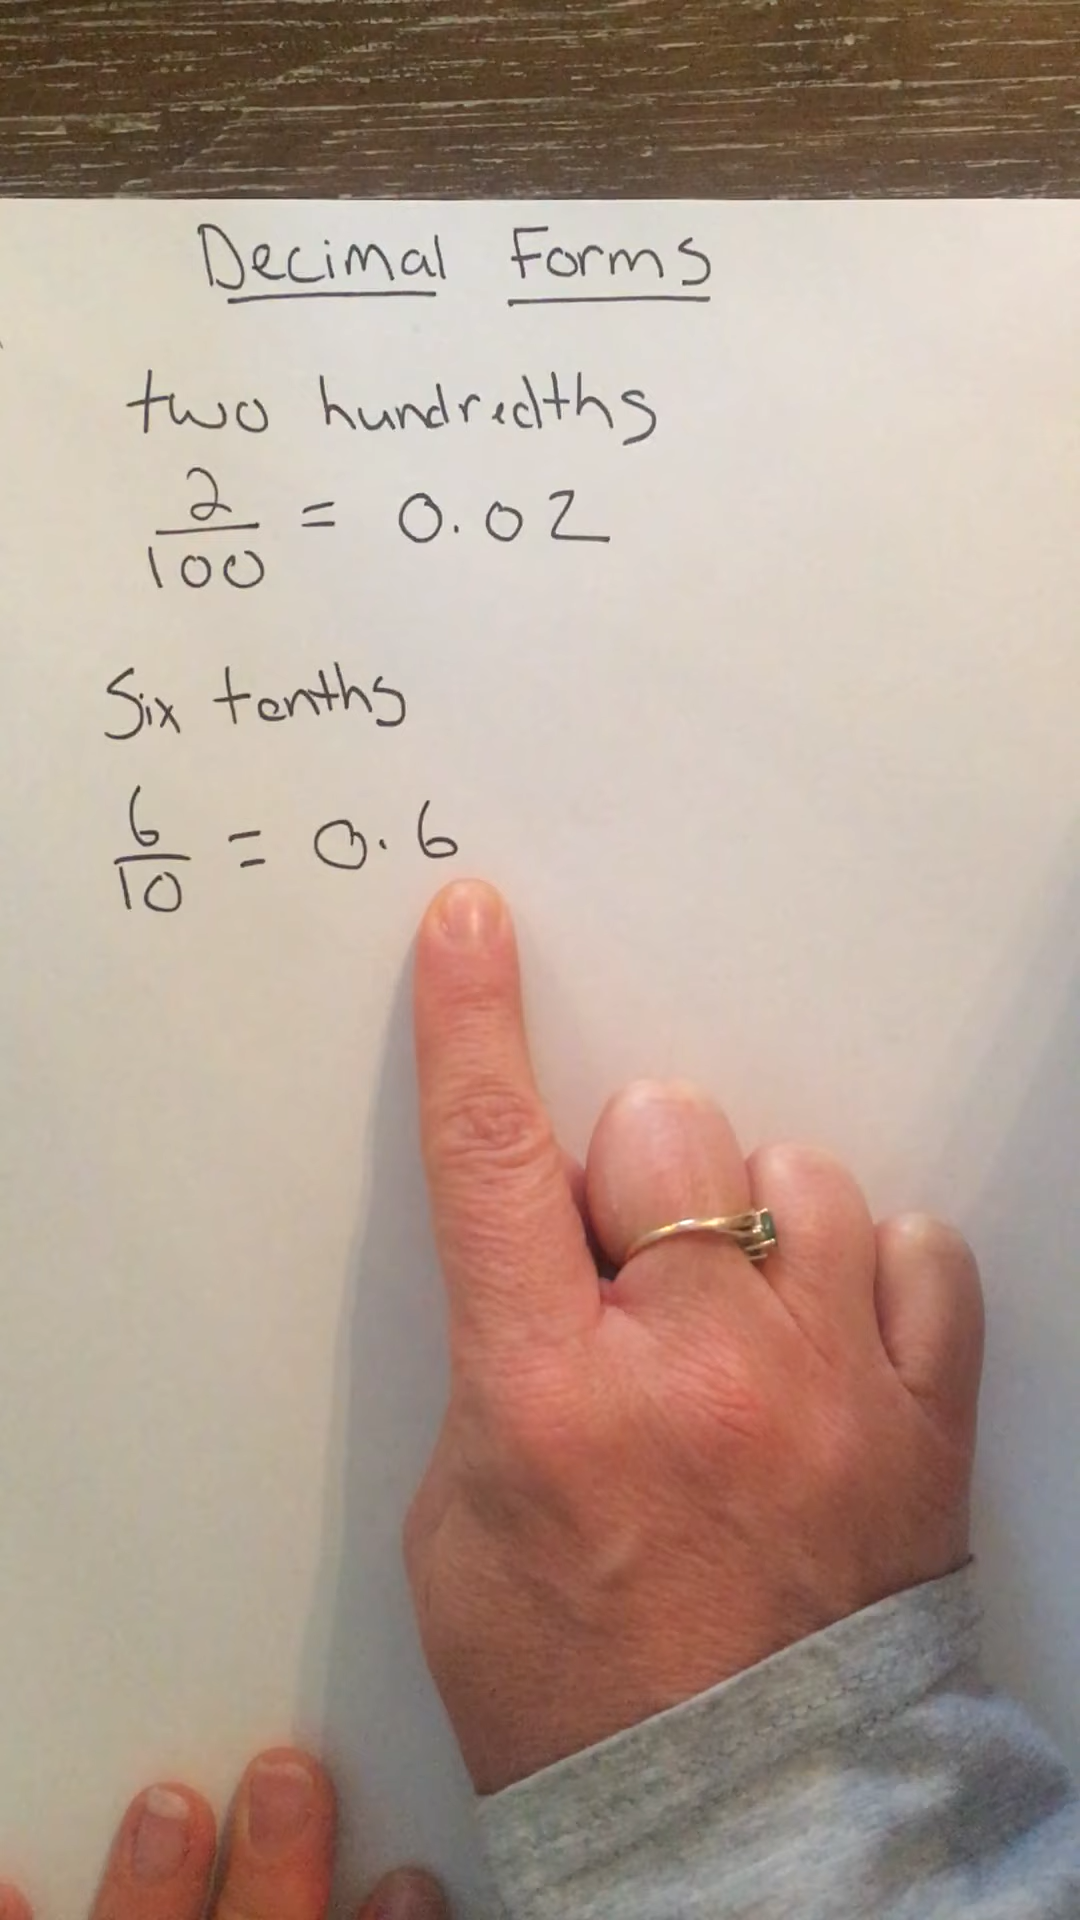 Decimal Forms
two hundredths
2/100 = 0.02
Six tenths
6/10 = 0.6